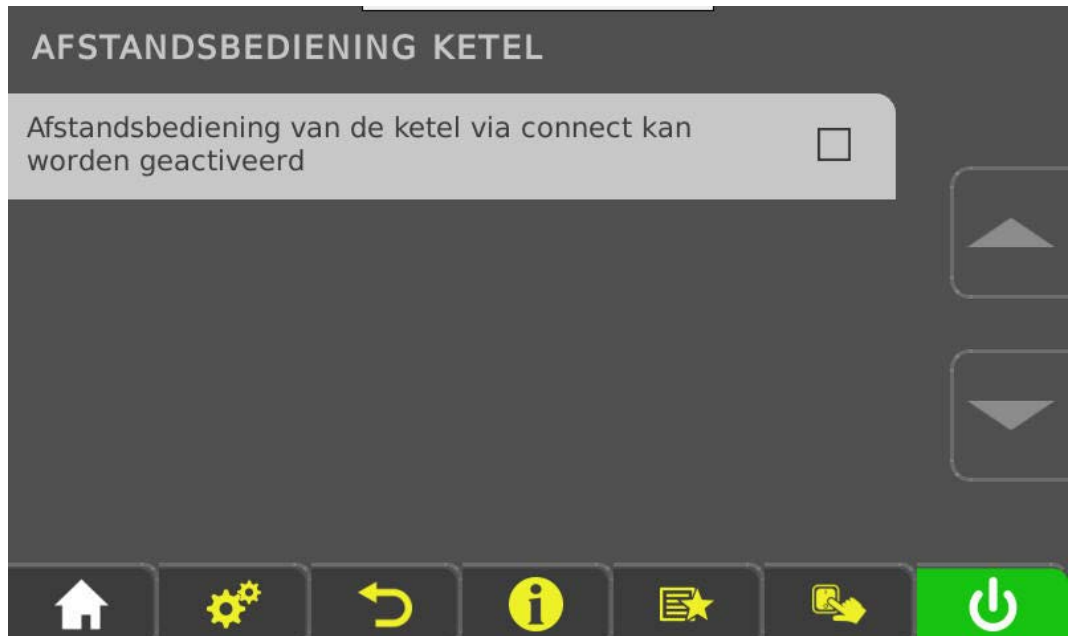 AFSTANDSBEDIENING KETEL
Afstandsbediening van de ketel via connect kan
worden geactiveerd